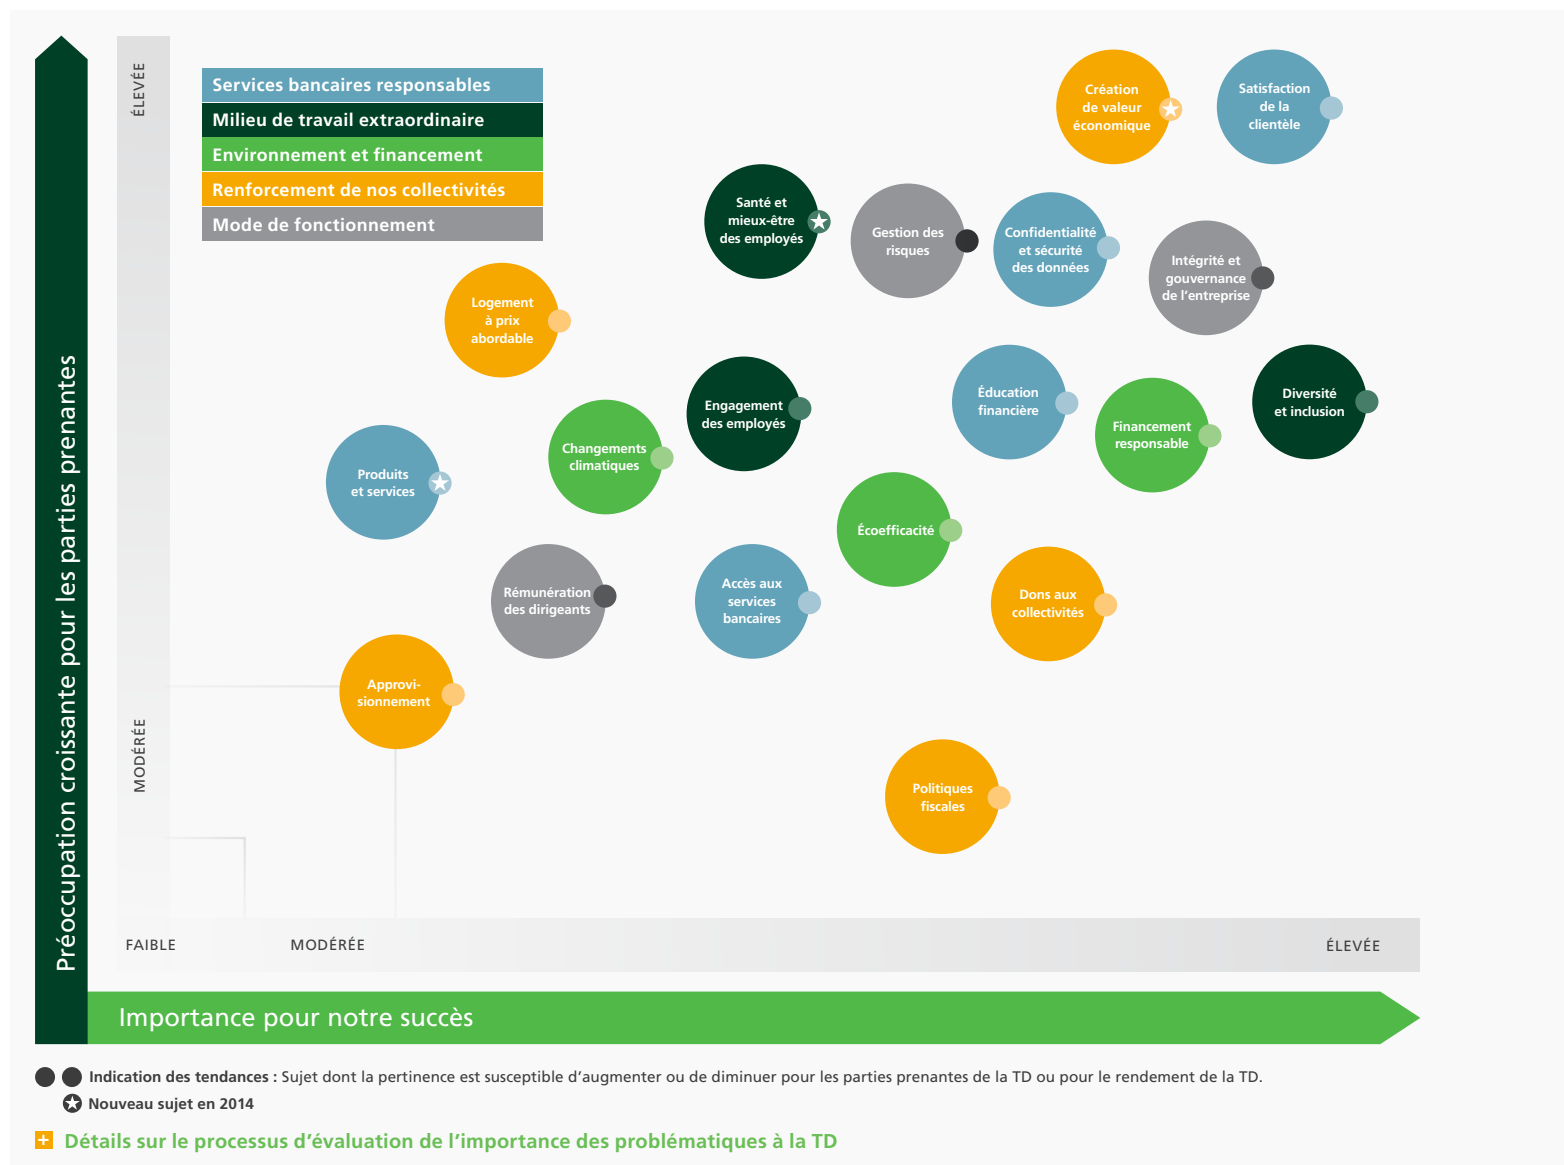 ÉLEVÉE
Services bancaires responsables
Milieu de travail extraordinaire
Environnement et financement
Renforcement de nos collectivités
Mode de fonctionnement
Création
de valeur
économique
Satisfaction
de la
clientèle
Santé et
mieux-être
des employés
Gestion des
risques
Confidentialité
et sécurité
des données
Intégrité et
gouvernance
de l’entreprise
Logement
à prix
abordable
Engagement
des employés
Éducation
financière
Financement
responsable
Diversité
et inclusion
Changements
climatiques
Produits
et services
Écoefficacité
Rémunération
des dirigeants
Accès aux
services
bancaires
Dons aux
collectivités
Approvi-
sionnement
Politiques
fiscales
MODÉRÉE
Préoccupation croissante pour les parties prenantes
FAIBLE
MODÉRÉE
ÉLEVÉE
Importance pour notre succès
Indication des tendances : Sujet dont la pertinence est susceptible d’augmenter ou de diminuer pour les parties prenantes de la TD ou pour le rendement de la TD.
Nouveau sujet en 2014
+ Détails sur le processus d’évaluation de l’importance des problématiques à la TD